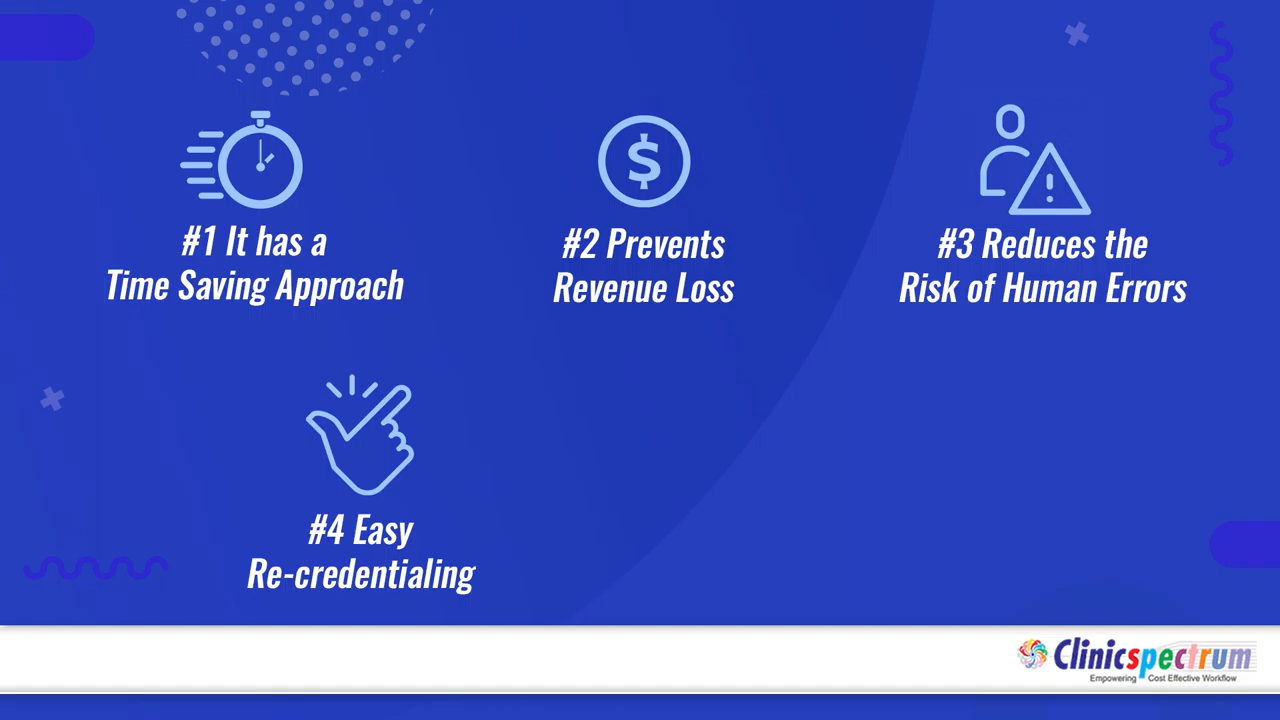 #1 It has a
Time Saving Approach
#2 Prevents
Revenue Loss
#3 Reduces the
Risk of Human Errors
#4 Easy
Re-credentialing
Clinicspectrum
Empowering Cost Effective Workflow